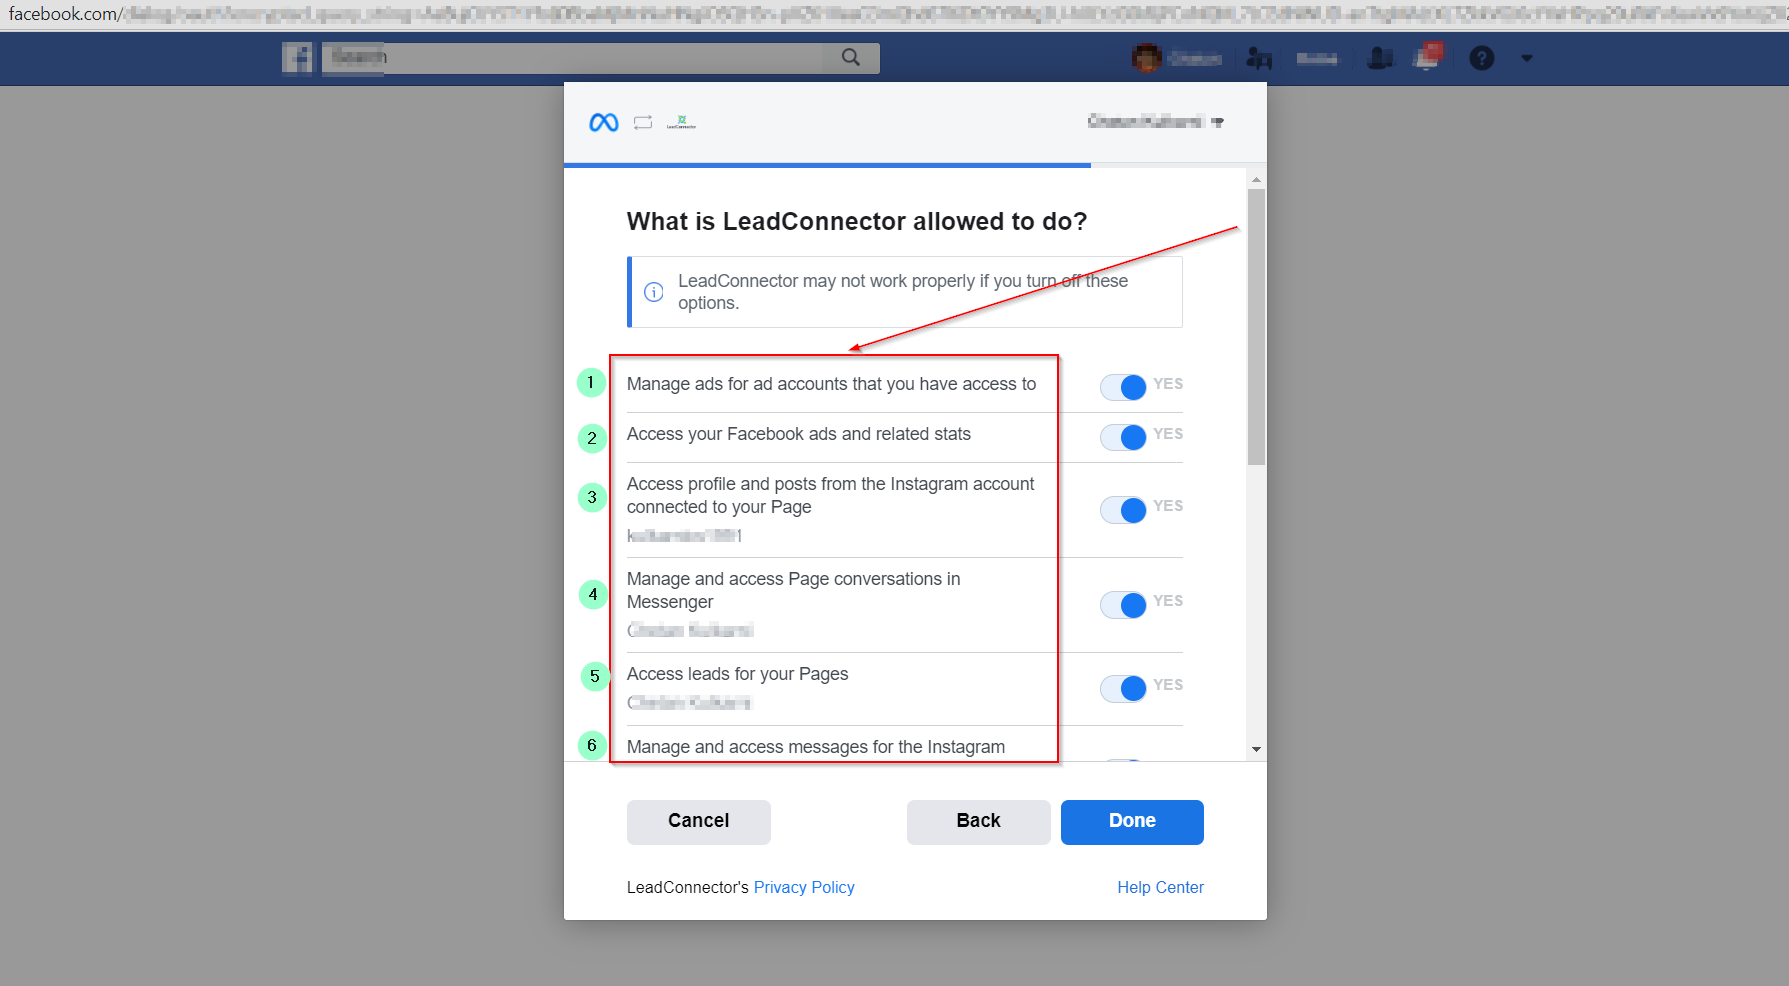 facebook.com/
Search
What is LeadConnector allowed to do?
LeadConnector may not work properly if you turn off these
options.
1 Manage ads for ad accounts that you have access to YES
2 Access your Facebook ads and related stats YES
3 Access profile and posts from the Instagram account
connected to your Page
YES
4 Manage and access Page conversations in
Messenger
YES
5 Access leads for your Pages YES
6 Manage and access messages for the Instagram
Cancel Back Done
LeadConnector's Privacy Policy Help Center